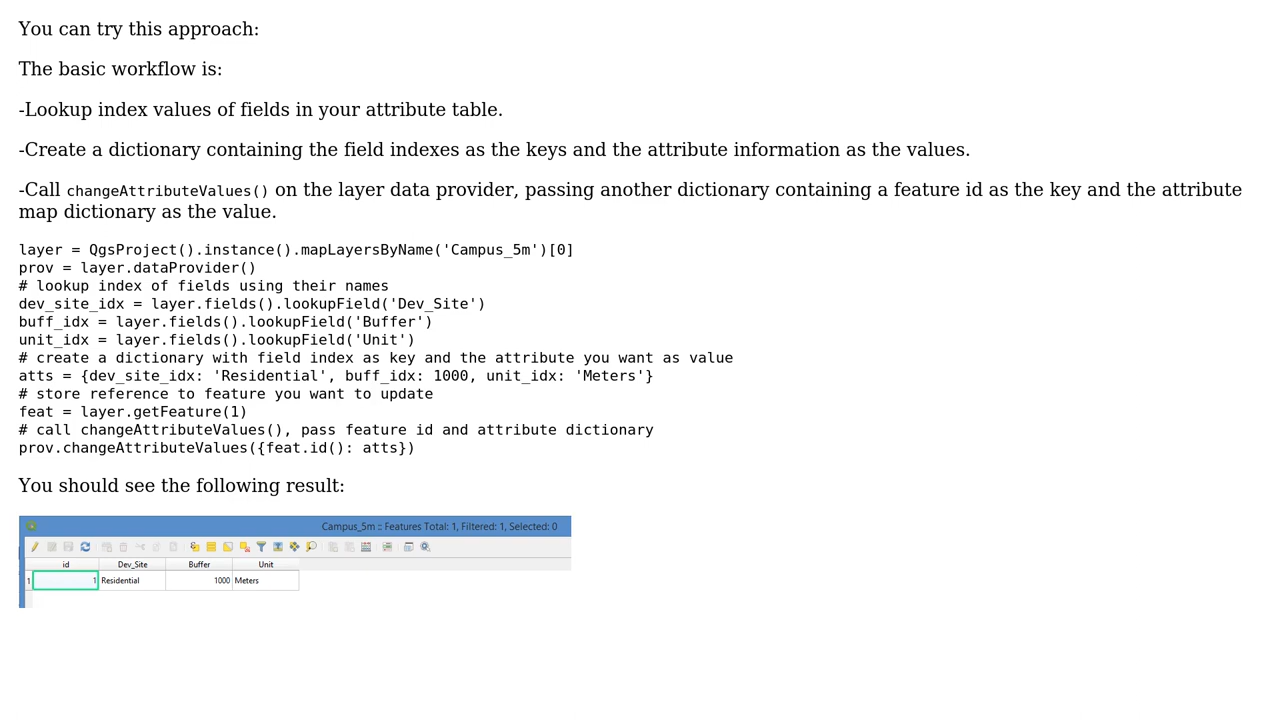 You can try this approach:
The basic workflow is:
-Lookup index values of fields in your attribute table.
-Create a dictionary containing the field indexes as the keys and the attribute information as the values.
-Call changeAttributeValues() on the layer data provider, passing another dictionary containing a feature id as the key and the attribute
map dictionary as the value.
layer = QgsProject().instance().mapLayersByName('Campus_5m')[0]
prov = layer.dataProvider()
# lookup index of fields using their names
dev_site_idx = layer.fields().lookupField('Dev_Site')
buff_idx = layer.fields().lookupField('Buffer')
unit_idx = layer.fields().lookupField('Unit')
# create a dictionary with field index as key and the attribute you want as value
atts = {dev_site_idx: 'Residential', buff_idx: 1000, unit_idx: 'Meters'}
# store reference to feature you want to update
feat = layer.getFeature(1)
# call changeAttributeValues(), pass feature id and attribute dictionary
prov.changeAttributeValues({feat.id(): atts})
You should see the following result:
Campus_5m :: Features Total: 1, Filtered: 1, Selected: 0
id Dev_Site Buffer Unit
1 1 Residential 1000 Meters